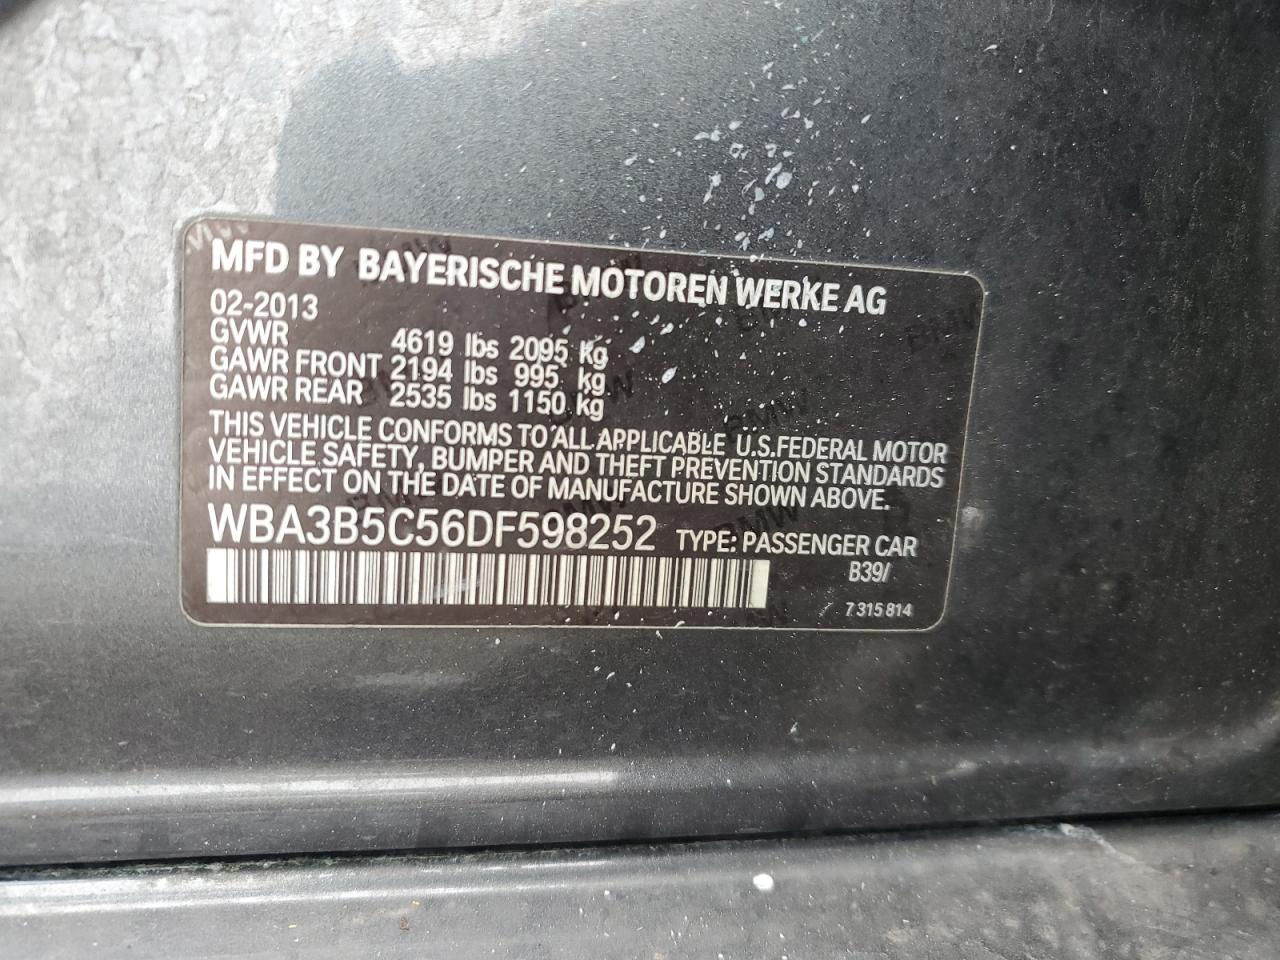 MFD BY BAYERISCHE MOTOREN WERKE AG
02-2013
GVWR 4619 lbs 2095 Kg
GAWR FRONT 2194 lbs 995 kg
GAWR REAR 2535 lbs 1150 kg
THIS VEHICLE CONFORMS TO ALL APPLICABLE U.S.FEDERAL MOTOR
VEHICLE SAFETY, BUMPER AND THEFT PREVENTION STANDARDS
IN EFFECT ON THE DATE OF MANUFACTURE SHOWN ABOVE.
WBA3B5C56DF598252 TYPE: PASSENGER CAR
B39/
7 315 814